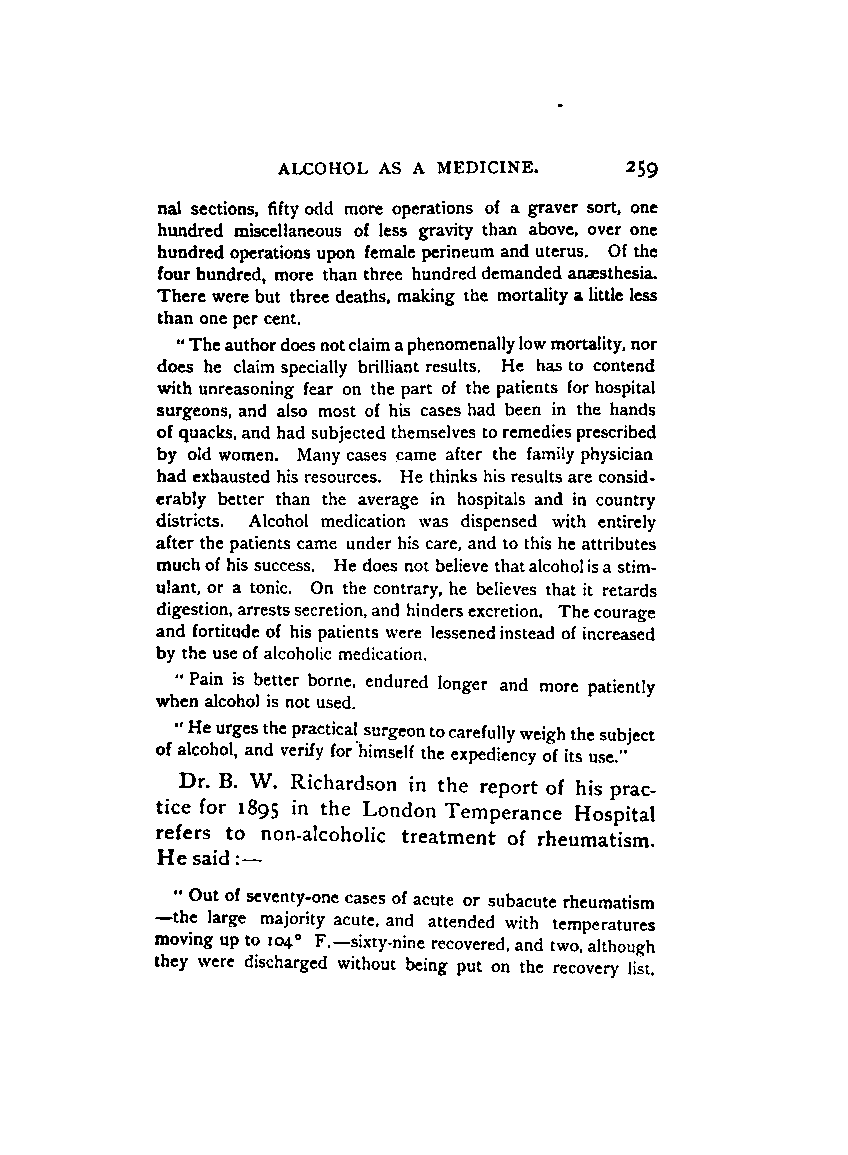 ALCOHOL AS A MEDICINE. 259
nal sections, fifty odd more operations of a graver sort, one
hundred miscellaneous of less gravity than above, over one
hundred operations upon female perineum and uterus. Of the
four hundred, more than three hundred demanded anæsthesia.
There were but three deaths, making the mortality a little less
than one per cent.
" The author does not claim a phenomenally low mortality, nor
does he claim specially brilliant results. He has to contend
with unreasoning fear on the part of the patients for hospital
surgeons, and also most of his cases had been in the hands
of quacks, and had subjected themselves to remedies prescribed
by old women. Many cases came after the family physician
had exhausted his resources. He thinks his results are consid-
erably better than the average in hospitals and in country
districts. Alcohol medication was dispensed with entirely
after the patients came under his care, and to this he attributes
much of his success. He does not believe that alcohol is a stim-
ulant, or a tonic. On the contrary, he believes that it retards
digestion, arrests secretion, and hinders excretion. The courage
and fortitude of his patients were lessened instead of increased
by the use of alcoholic medication.
" Pain is better borne, endured longer and more patiently
when alcohol is not used.
" He urges the practical surgeon to carefully weigh the subject
of alcohol, and verify for himself the expediency of its use."
Dr. B. W. Richardson in the report of his prac-
tice for 1895 in the London Temperance Hospital
refers to non-alcoholic treatment of rheumatism.
He said :—
" Out of seventy-one cases of acute or subacute rheumatism
—the large majority acute, and attended with temperatures
moving up to 104° F.—sixty-nine recovered, and two, although
they were discharged without being put on the recovery list,